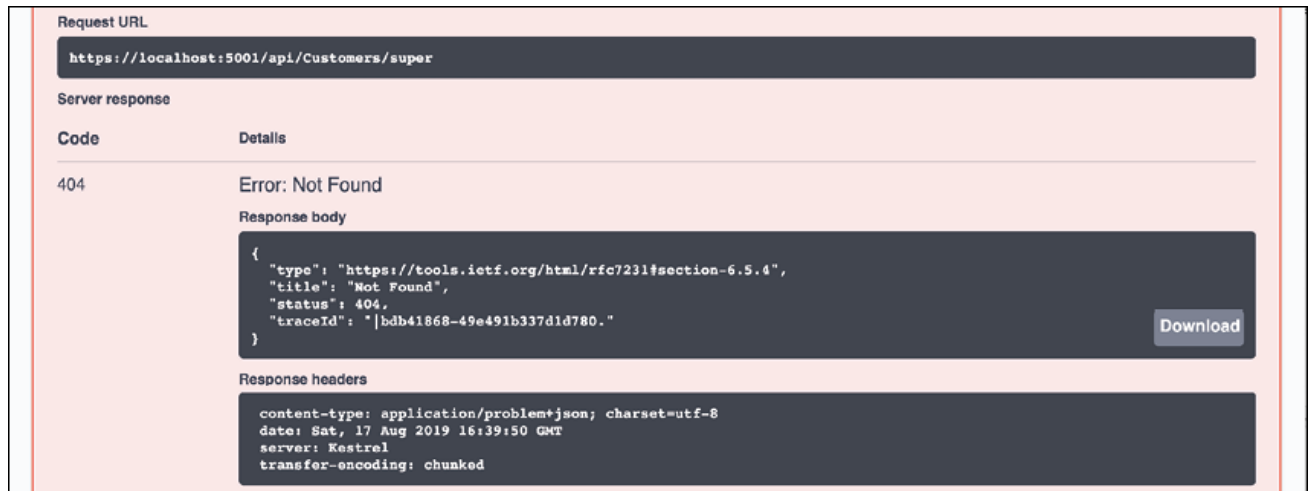 Request URL
https://localhost:5001/api/Customers/super
Server response
Code Details
404 Error: Not Found
Response body
{
"type": "https://tools.ietf.org/html/rfc7231#section-6.5.4",
"title": "Not Found",
"status": 404,
"traceId": "|bdb41868-49e491b337d1d780."
}
Download
Response headers
content-type: application/problem+json; charset=utf-8
date: Sat, 17 Aug 2019 16:39:50 GMT
server: Kestrel
transfer-encoding: chunked